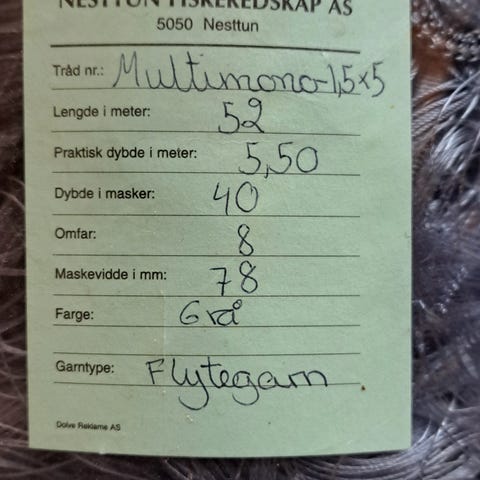 NESTTUN FISKEREDSKAP AS
5050 Nesttun
Tråd nr.: Multimono-1,5x5
Lengde i meter: 52
Praktisk dybde i meter: 5,50
Dybde i masker: 40
Omfar: 8
Maskevidde i mm: 78
Farge: Grå
Garntype: Flytegarn
Dolve Reklame AS